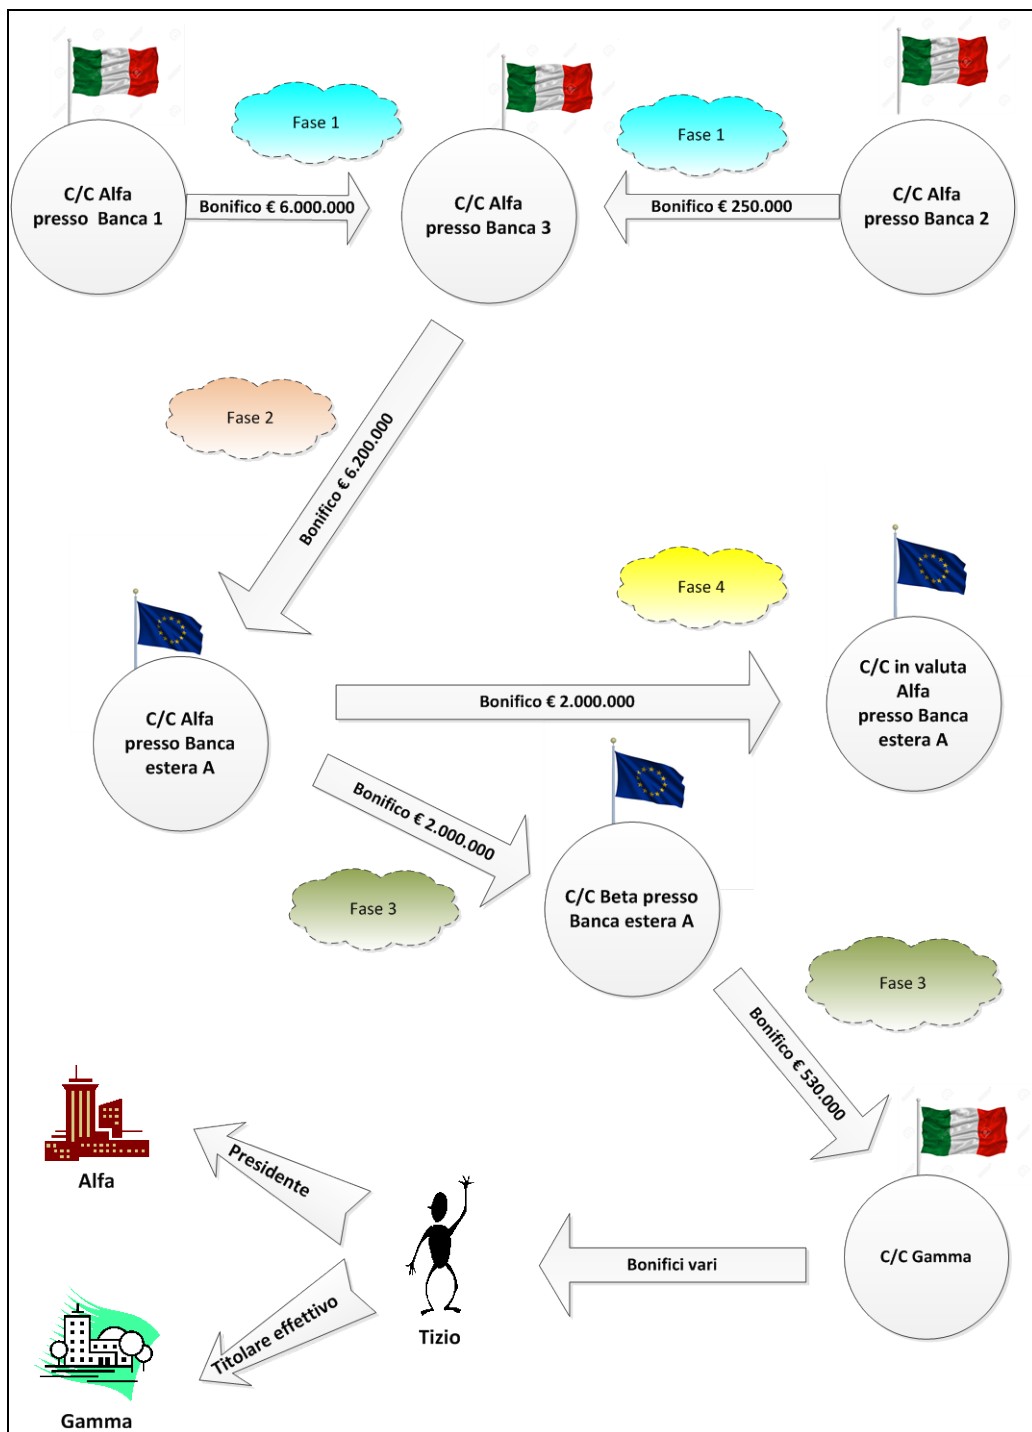 Fase 1
Fase 1
C/C Alfa
presso Banca 1
Bonifico € 6.000.000
C/C Alfa
presso Banca 3
Bonifico € 250.000
C/C Alfa
presso Banca 2
Fase 2
Bonifico € 6.200.000
Fase 4
C/C Alfa
presso Banca
estera A
Bonifico € 2.000.000
C/C in valuta
Alfa
presso Banca
estera A
Bonifico € 2.000.000
Fase 3
C/C Beta presso
Banca estera A
Fase 3
Bonifico € 530.000
Alfa
Presidente
C/C Gamma
Bonifici vari
Tizio
Titolare effettivo
Gamma